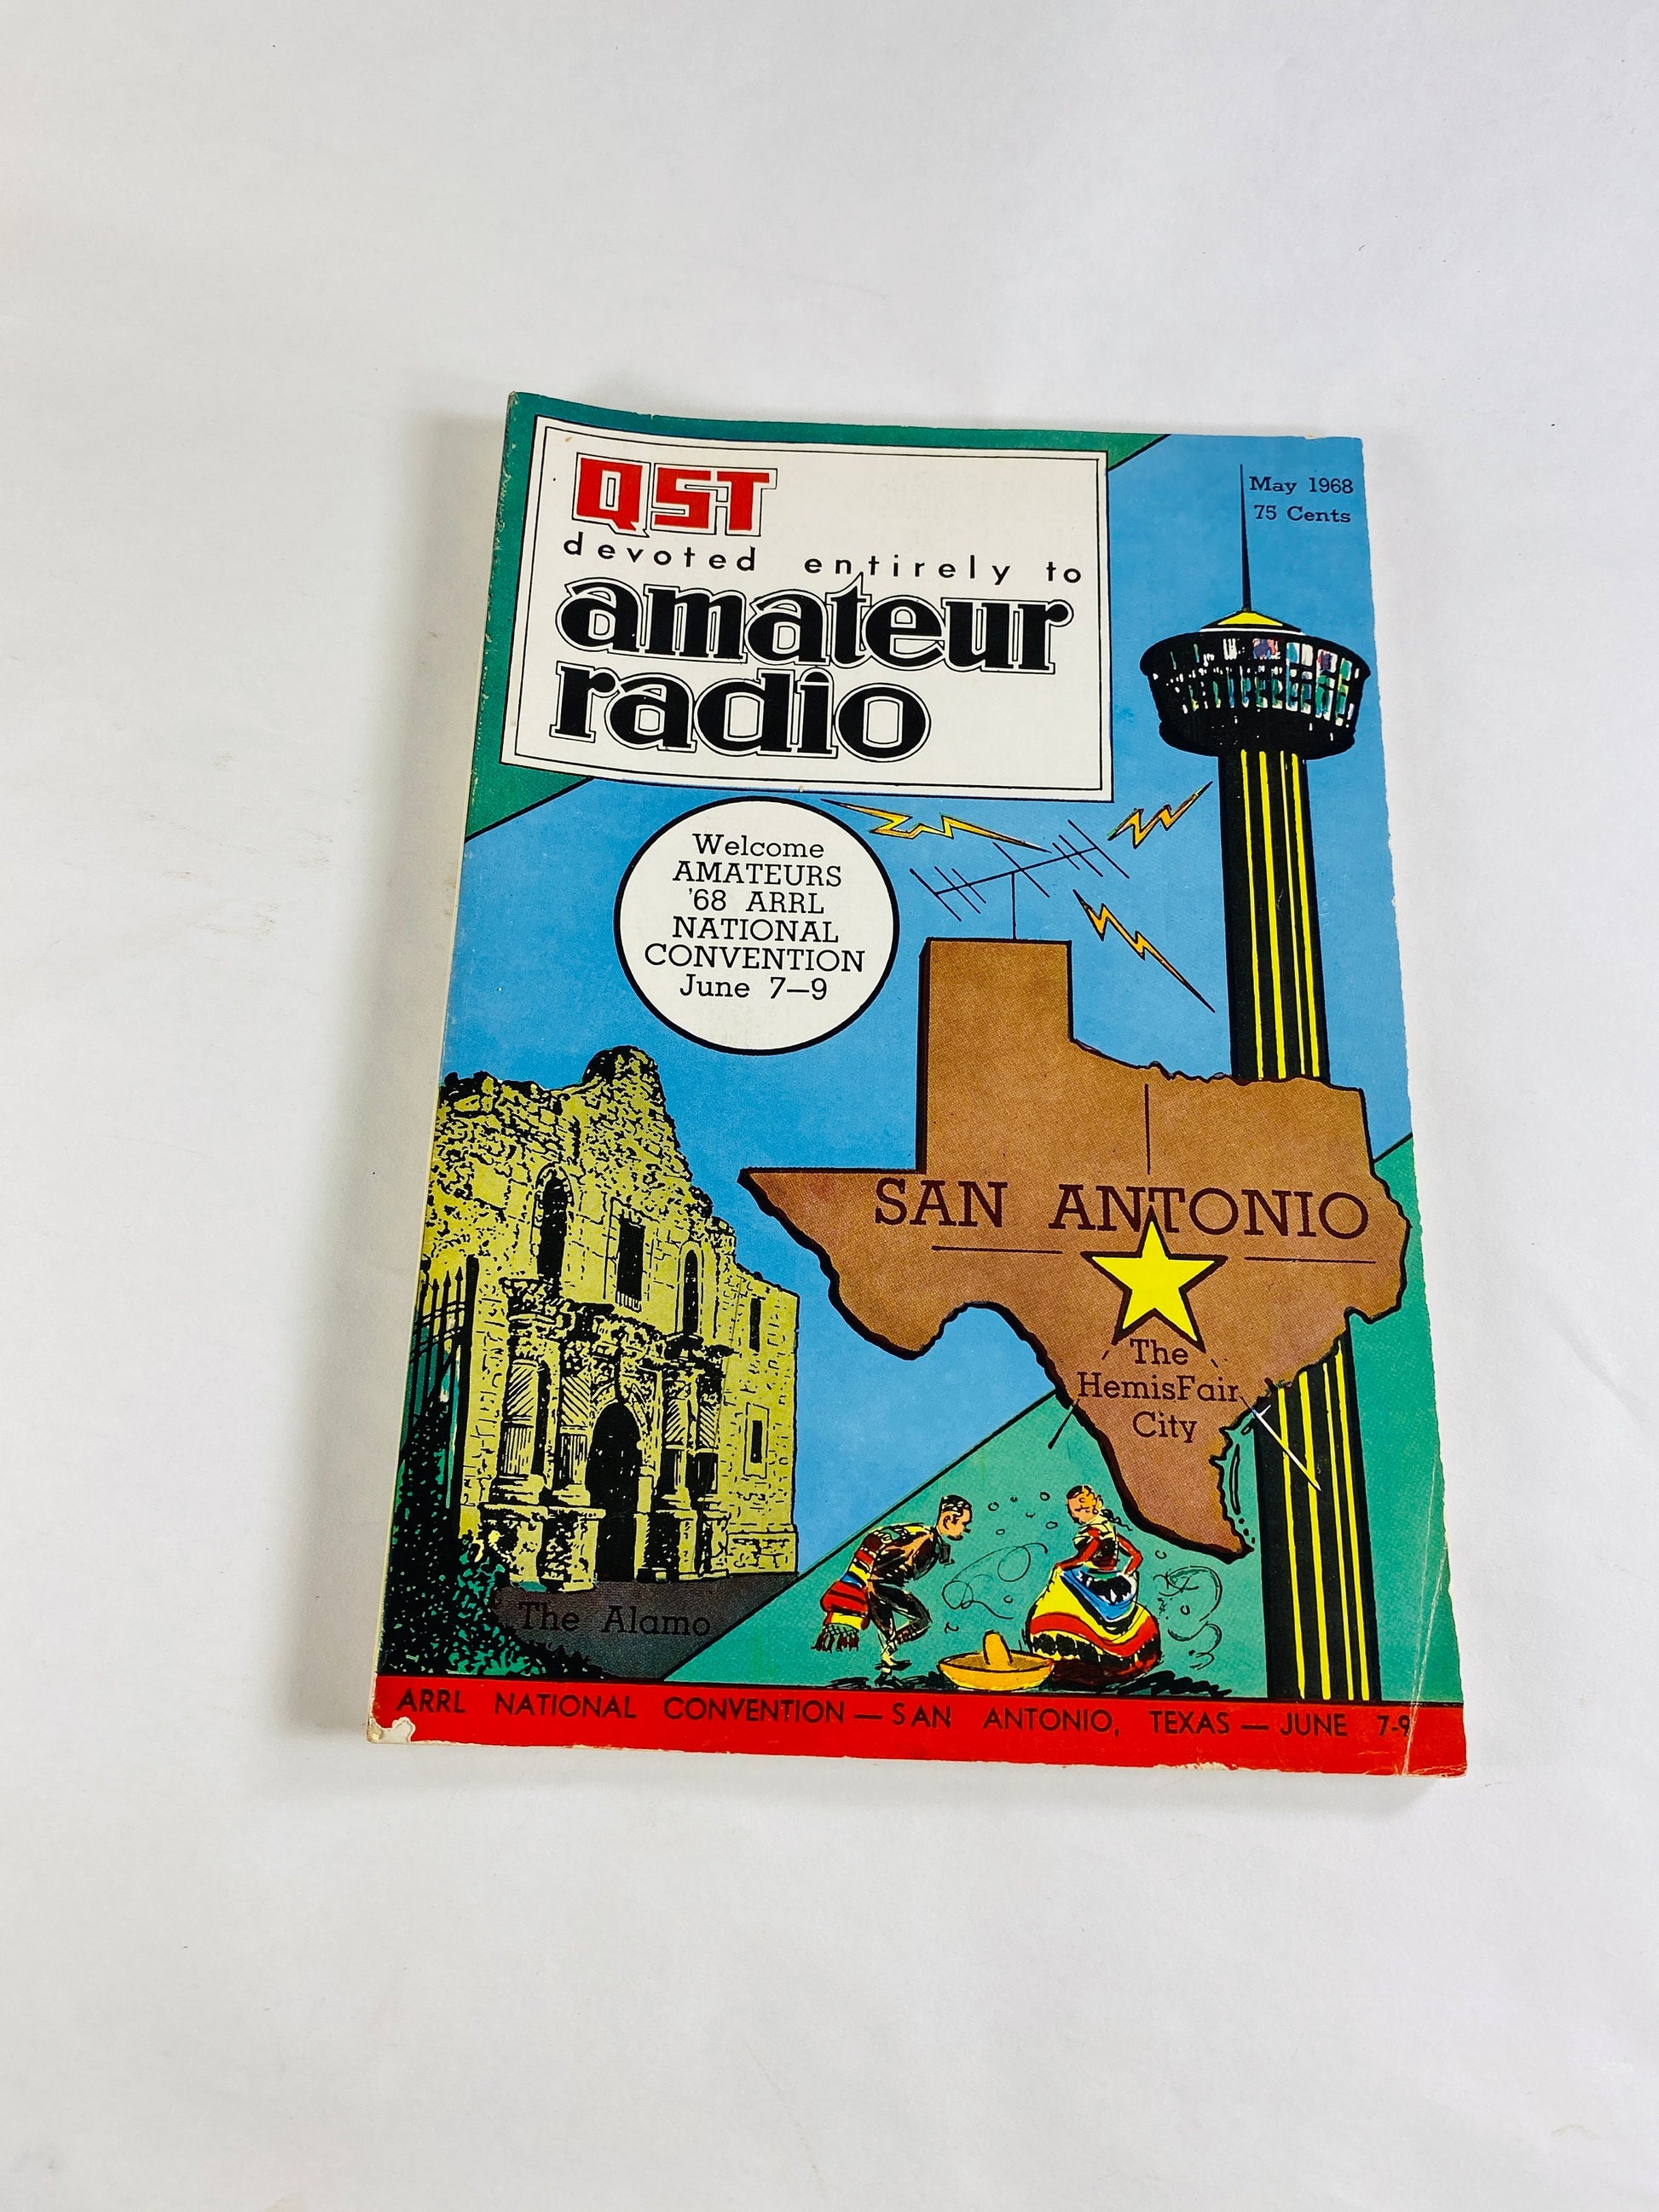 QST
devoted entirely to
amateur
radio
May 1968
75 Cents
Welcome
AMATEURS
'68 ARRL
NATIONAL
CONVENTION
June 7—9
SAN ANTONIO
The
HemisFair
City
The Alamo
ARRL NATIONAL CONVENTION — SAN ANTONIO, TEXAS — JUNE 7-9